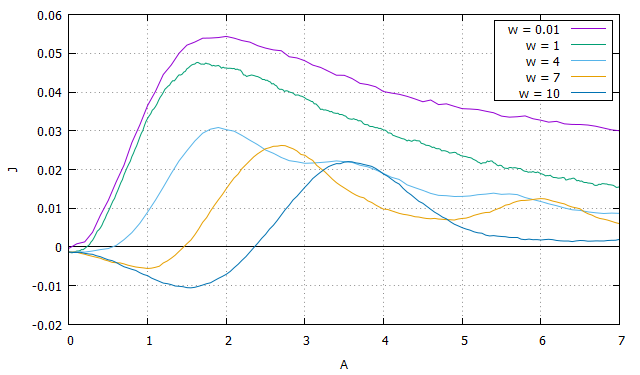 0.06
0.05
0.04
0.03
0.02
0.01
0
-0.01
-0.02
J
w = 0.01
w = 1
w = 4
w = 7
w = 10
0 1 2 3 4 5 6 7
A